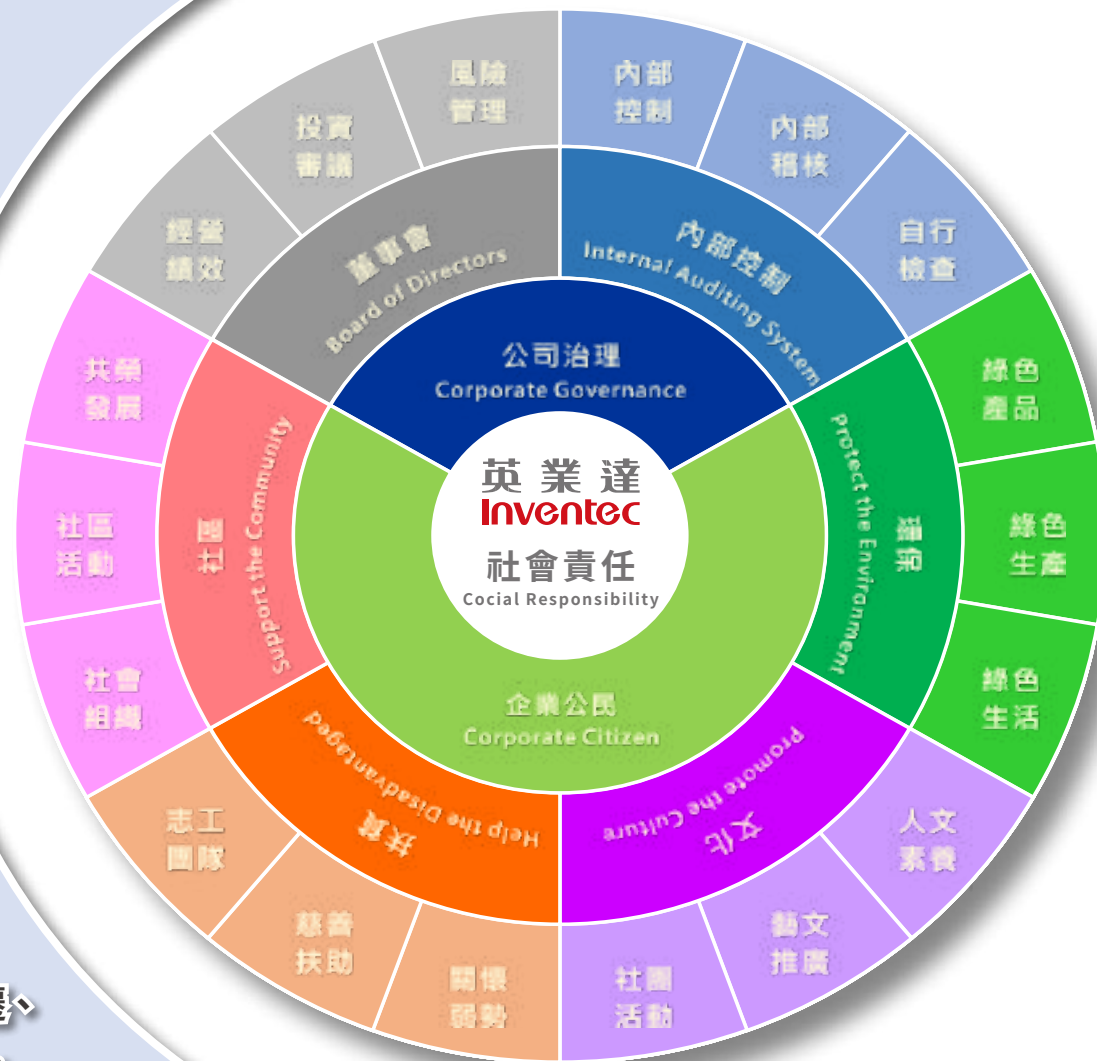 英業達
Inventec
社會責任
Cocial Responsibility
公司治理
Corporate Governance
企業公民
Corporate Citizen
董事會
Board of Directors
內部控制
Internal Auditing System
環保
Protect the Environment
文化
Promote the Culture
扶貧
Help the Disadvantaged
社區
Support the Community
風險
管理
投資
審議
經營
績效
內部
控制
內部
稽核
自行
檢查
綠色
產品
綠色
生產
綠色
生活
人文
素養
藝文
推廣
社團
活動
關懷
弱勢
慈善
扶助
志工
團隊
社會
組織
社區
活動
共榮
發展